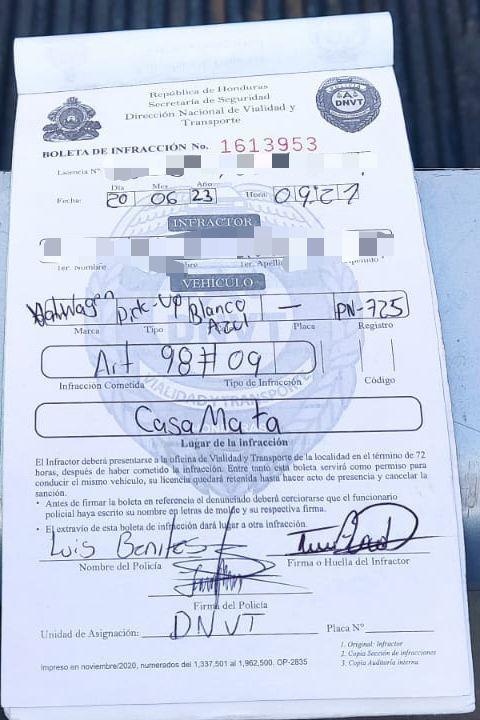 República de Honduras
Secretaría de Seguridad
Dirección Nacional de Vialidad y
Transporte
DNVT
BOLETA DE INFRACCIÓN No. 1613953
Licencia N°
Día Mes Año
Fecha: 20 06 23 Hora: 09:21
INFRACTOR
1er. Nombre 1er. Apellido
VEHÍCULO
Pick-Up Blanco Azul — PN-725
Marca Tipo Color Placa Registro
Art 98#09
Infracción Cometida Tipo de Infracción Código
VIALIDAD Y TRANSPORTE
Casa Mata
Lugar de la infracción
El Infractor deberá presentarse a la oficina de Vialidad y Transporte de la localidad en el término de 72
horas, después de haber cometido la infracción. Entre tanto esta boleta servirá como permiso para
conducir el mismo vehículo, su licencia quedará retenida hasta hacer acto de presencia y cancelar la
sanción.
• Antes de firmar la boleta en referencia el denunciado deberá cerciorarse que el funcionario
policial haya escrito su nombre en letras de molde y su respectiva firma.
• El extravío de esta boleta de infracción dará lugar a otra infracción.
Luis Benites
Nombre del Policía Firma o Huella del Infractor
Firma del Policía
Unidad de Asignación: DNVT Placa N°
1. Original: Infractor
2. Copia Sección de infracciones
3. Copia Auditoría interna
Impreso en noviembre/2020, numerados del 1,337,501 al 1,962,500. OP-2835